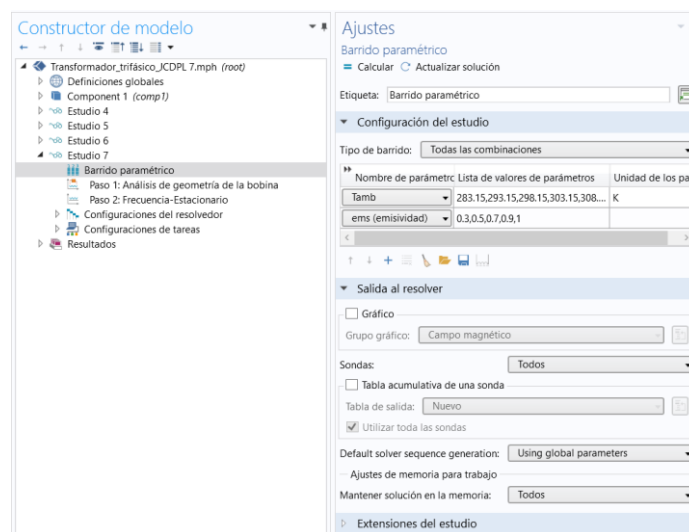 Constructor de modelo
Transformador_trifásico_JCDPL 7.mph (root)
Definiciones globales
Component 1 (comp1)
Estudio 4
Estudio 5
Estudio 6
Estudio 7
Barrido paramétrico
Paso 1: Análisis de geometría de la bobina
Paso 2: Frecuencia-Estacionario
Configuraciones del resolvedor
Configuraciones de tareas
Resultados
Ajustes
Barrido paramétrico
Calcular Actualizar solución
Etiqueta: Barrido paramétrico
Configuración del estudio
Tipo de barrido: Todas las combinaciones
Nombre de parámetrc Lista de valores de parámetros Unidad de los pa
Tamb 283.15,293.15,298.15,303.15,308.... K
ems (emisividad) 0.3,0.5,0.7,0.9,1
Salida al resolver
Gráfico
Grupo gráfico: Campo magnético
Sondas: Todos
Tabla acumulativa de una sonda
Tabla de salida: Nuevo
Utilizar toda las sondas
Default solver sequence generation: Using global parameters
Ajustes de memoria para trabajo
Mantener solución en la memoria: Todos
Extensiones del estudio